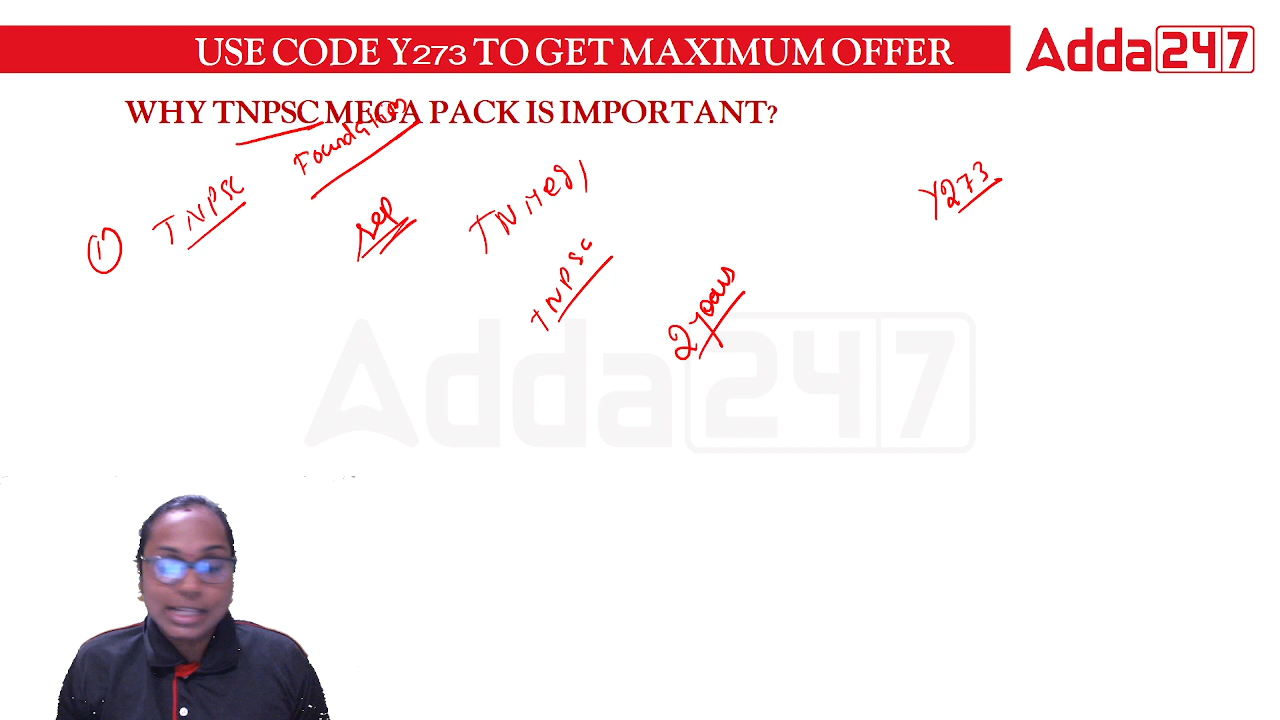 USE CODE Y273 TO GET MAXIMUM OFFER
Adda247
WHY TNPSC MEGA PACK IS IMPORTANT?
Foundation
① TNPSC
Sep
Y273
TNPSC
2 years
Adda247